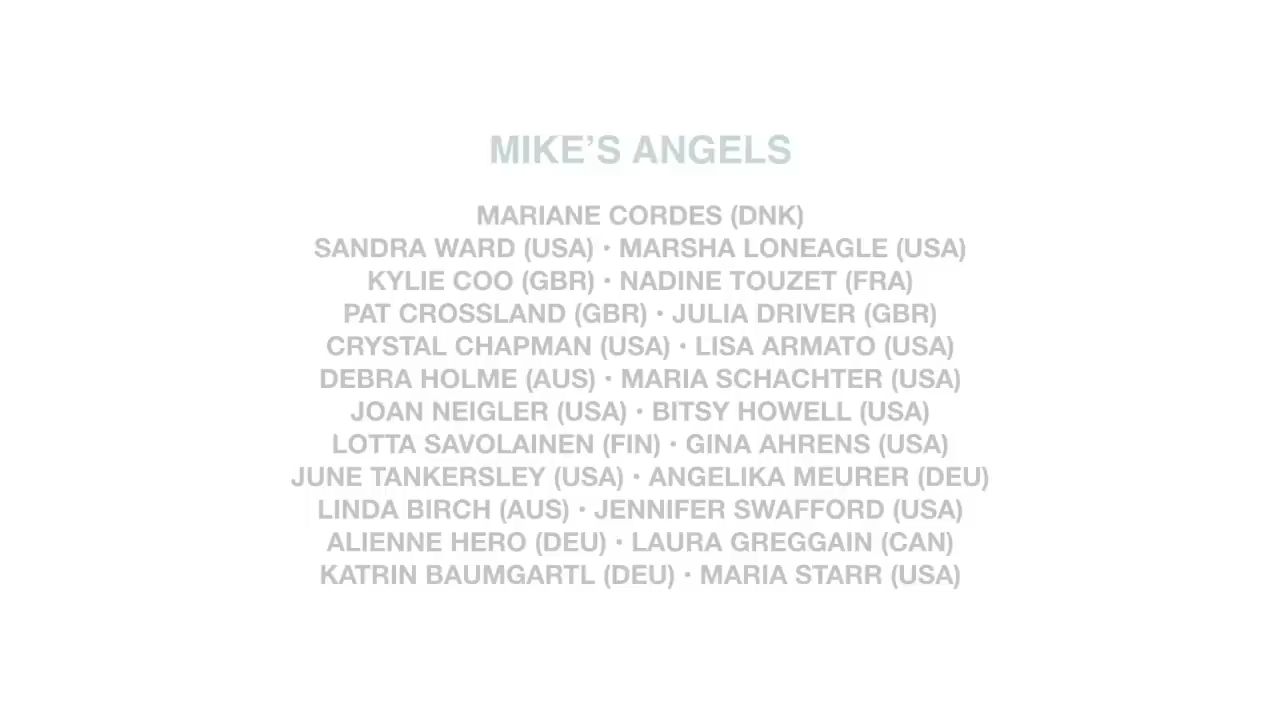 MIKE’S ANGELS
MARIANE CORDES (DNK)
SANDRA WARD (USA) • MARSHA LONEAGLE (USA)
KYLIE COO (GBR) • NADINE TOUZET (FRA)
PAT CROSSLAND (GBR) • JULIA DRIVER (GBR)
CRYSTAL CHAPMAN (USA) • LISA ARMATO (USA)
DEBRA HOLME (AUS) • MARIA SCHACHTER (USA)
JOAN NEIGLER (USA) • BITSY HOWELL (USA)
LOTTA SAVOLAINEN (FIN) • GINA AHRENS (USA)
JUNE TANKERSLEY (USA) • ANGELIKA MEURER (DEU)
LINDA BIRCH (AUS) • JENNIFER SWAFFORD (USA)
ALIENNE HERO (DEU) • LAURA GREGGAIN (CAN)
KATRIN BAUMGARTL (DEU) • MARIA STARR (USA)